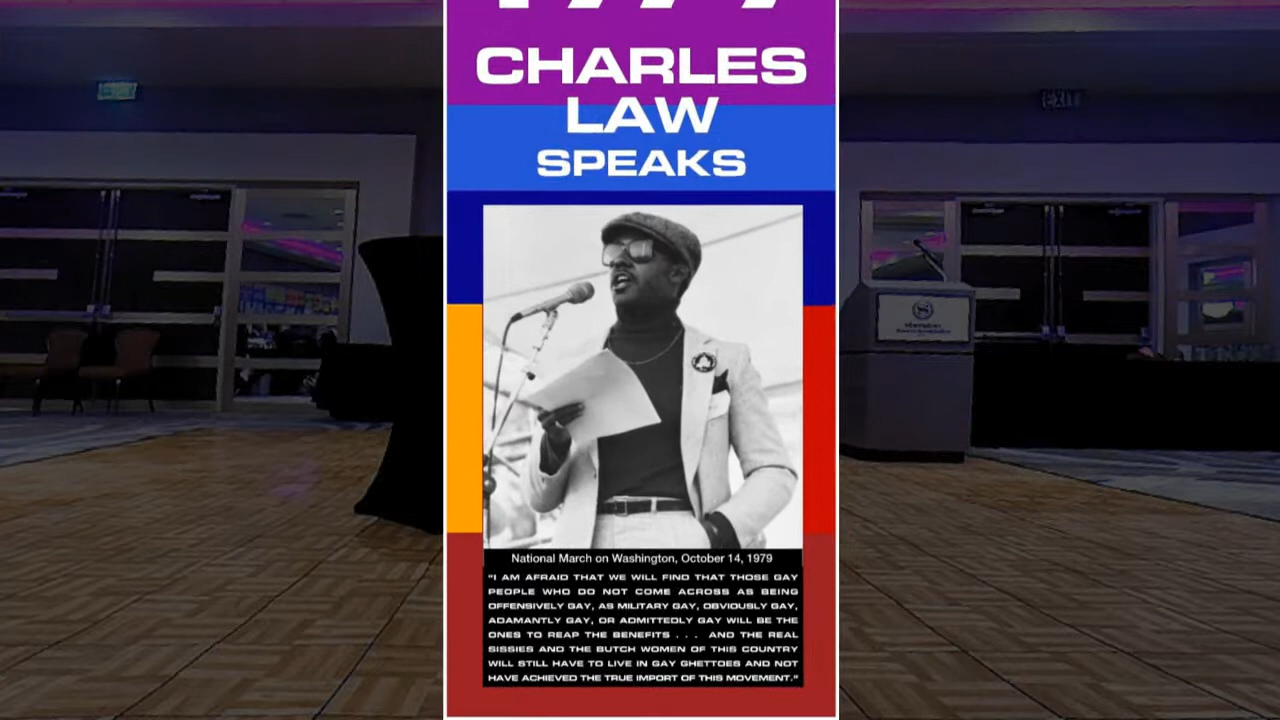 CHARLES
LAW
SPEAKS
National March on Washington, October 14, 1979
"I AM AFRAID THAT WE WILL FIND THAT THOSE GAY
PEOPLE WHO DO NOT COME ACROSS AS BEING
OFFENSIVELY GAY, AS MILITARY GAY, OBVIOUSLY GAY,
ADAMANTLY GAY, OR ADMITTEDLY GAY WILL BE THE
ONES TO REAP THE BENEFITS . . . AND THE REAL
SISSIES AND THE BUTCH WOMEN OF THIS COUNTRY
WILL STILL HAVE TO LIVE IN GAY GHETTOES AND NOT
HAVE ACHIEVED THE TRUE IMPORT OF THIS MOVEMENT."
EXIT